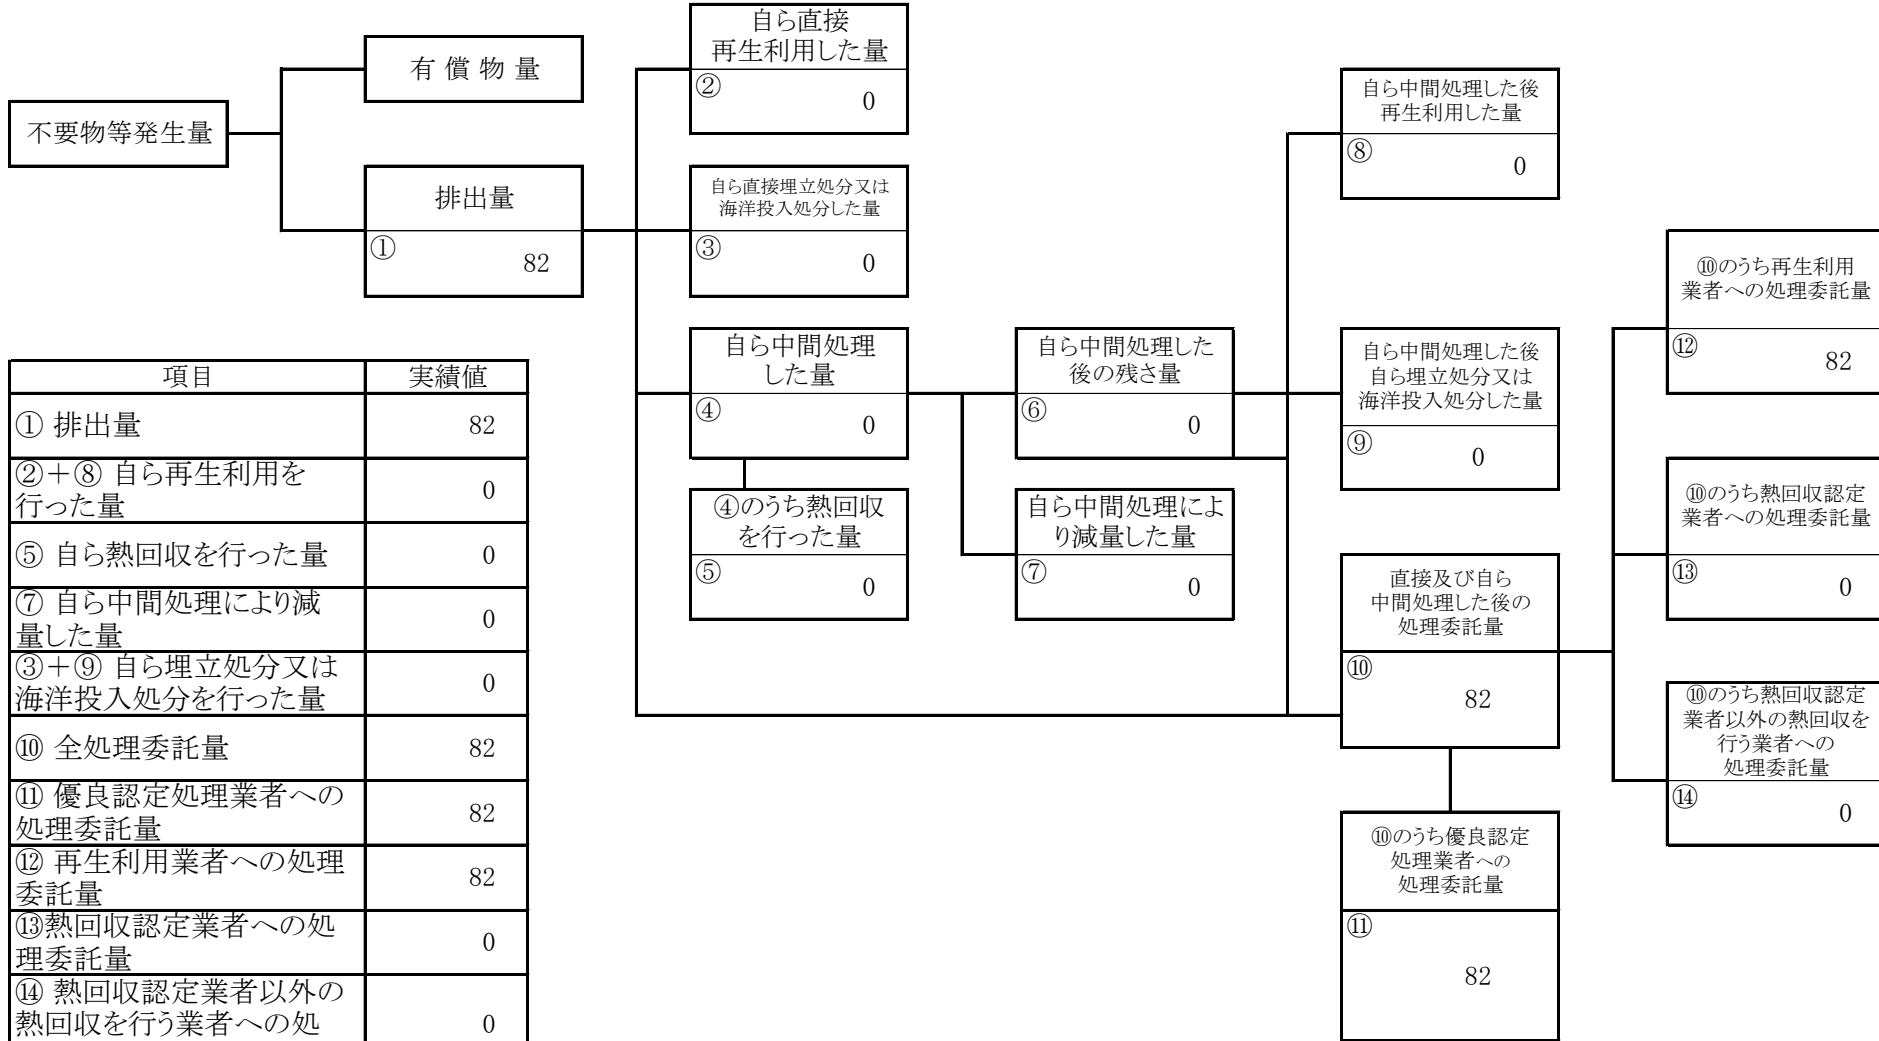 不要物等発生量
有 償 物 量
排出量
①
82
自ら直接
再生利用した量
②
0
自ら直接埋立処分又は
海洋投入処分した量
③
0
自ら中間処理
した量
④
0
④のうち熱回収
を行った量
⑤
0
自ら中間処理した
後の残さ量
⑥
0
自ら中間処理によ
り減量した量
⑦
0
自ら中間処理した後
再生利用した量
⑧
0
自ら中間処理した後
自ら埋立処分又は
海洋投入処分した量
⑨
0
直接及び自ら
中間処理した後の
処理委託量
⑩
82
⑩のうち優良認定
処理業者への
処理委託量
⑪
82
⑩のうち再生利用
業者への処理委託量
⑫
82
⑩のうち熱回収認定
業者への処理委託量
⑬
0
⑩のうち熱回収認定
業者以外の熱回収を
行う業者への
処理委託量
⑭
0
項目 実績値
① 排出量 82
②＋⑧ 自ら再生利用を
行った量 0
⑤ 自ら熱回収を行った量 0
⑦ 自ら中間処理により減
量した量 0
③＋⑨ 自ら埋立処分又は
海洋投入処分を行った量 0
⑩ 全処理委託量 82
⑪ 優良認定処理業者への
処理委託量 82
⑫ 再生利用業者への処理
委託量 82
⑬熱回収認定業者への処
理委託量 0
⑭ 熱回収認定業者以外の
熱回収を行う業者への処 0